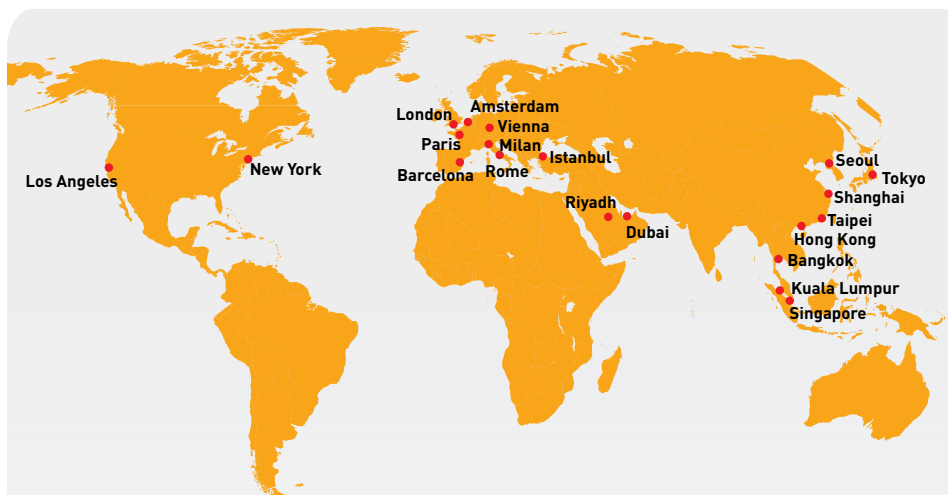 London
Amsterdam
Vienna
Paris
Milan
Istanbul
Barcelona
Rome
Los Angeles
New York
Riyadh
Dubai
Seoul
Tokyo
Shanghai
Taipei
Hong Kong
Bangkok
Kuala Lumpur
Singapore